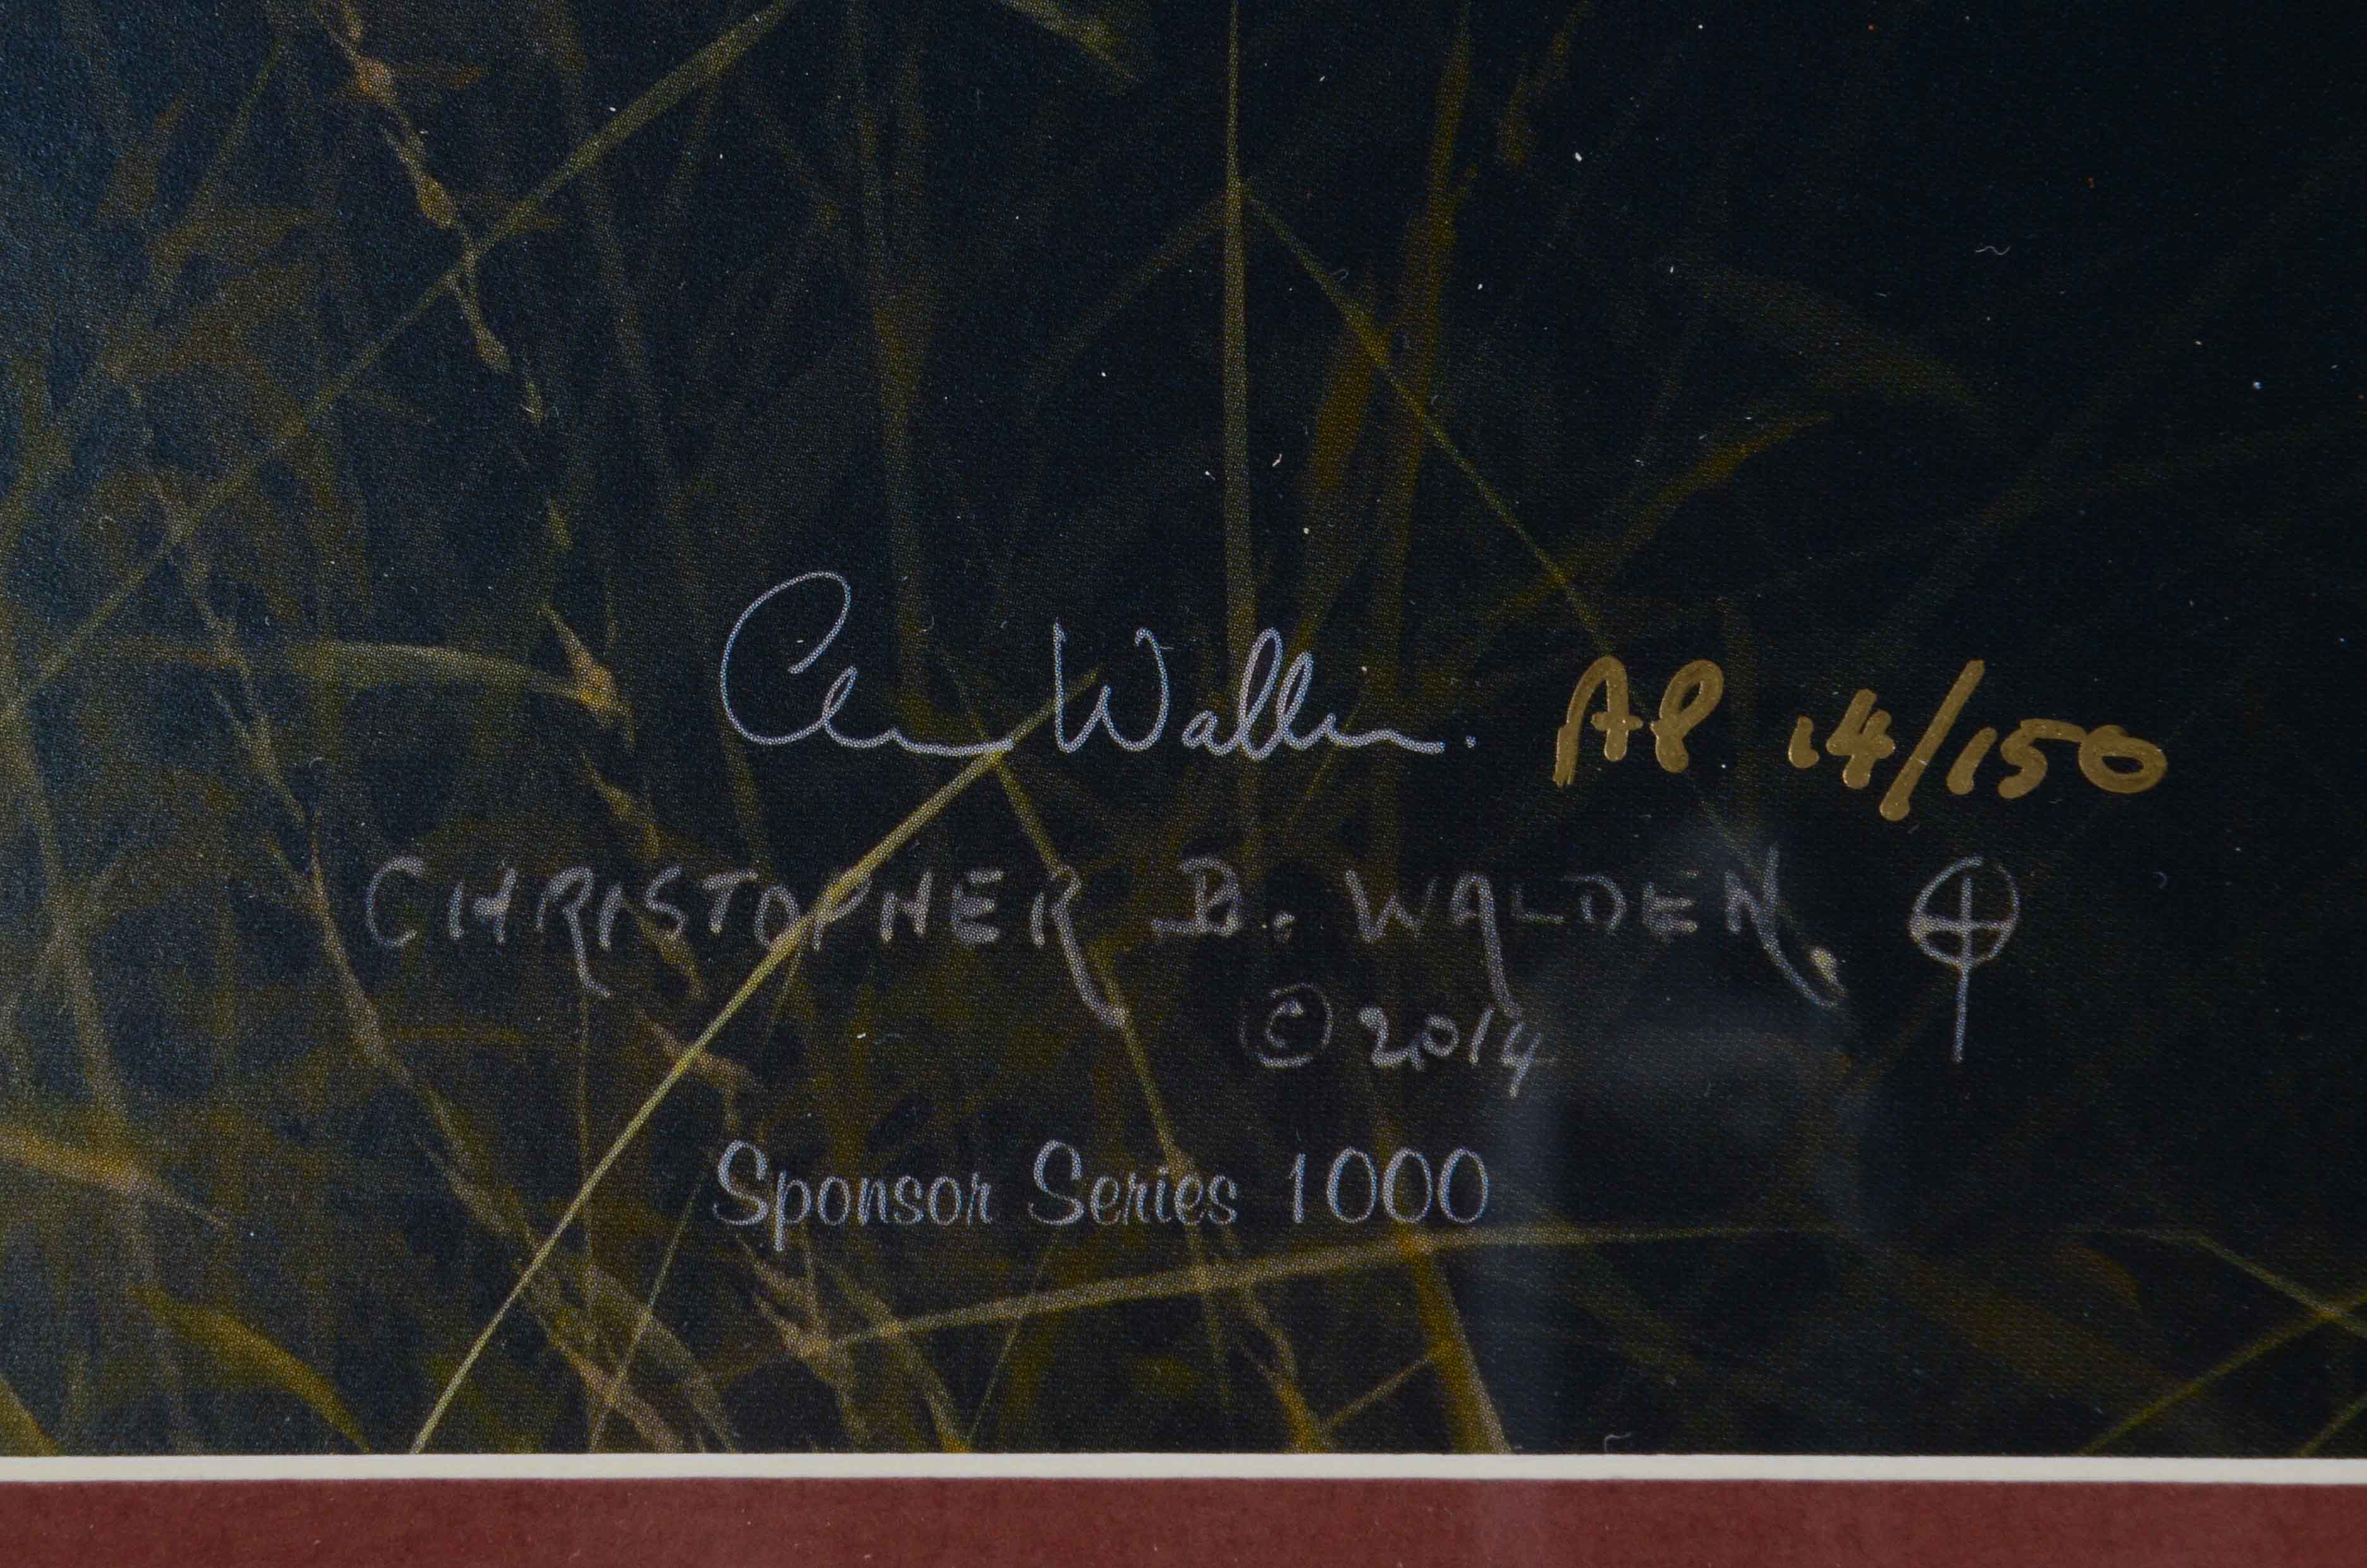 Chris Walden. AP 14/150
CHRISTOPHER B. WALDEN.
© 2014
Sponsor Series 1000